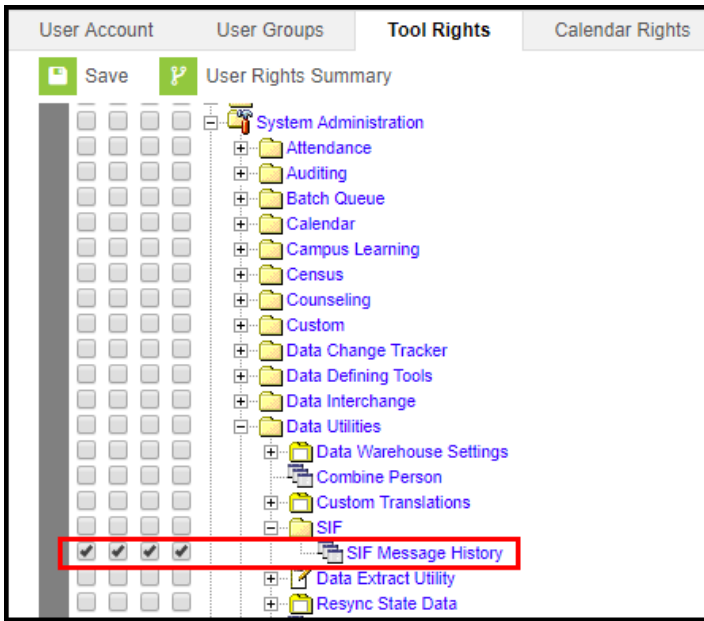 User Account User Groups Tool Rights Calendar Rights
Save User Rights Summary
System Administration
Attendance
Auditing
Batch Queue
Calendar
Campus Learning
Census
Counseling
Custom
Data Change Tracker
Data Defining Tools
Data Interchange
Data Utilities
Data Warehouse Settings
Combine Person
Custom Translations
SIF
SIF Message History
Data Extract Utility
Resync State Data